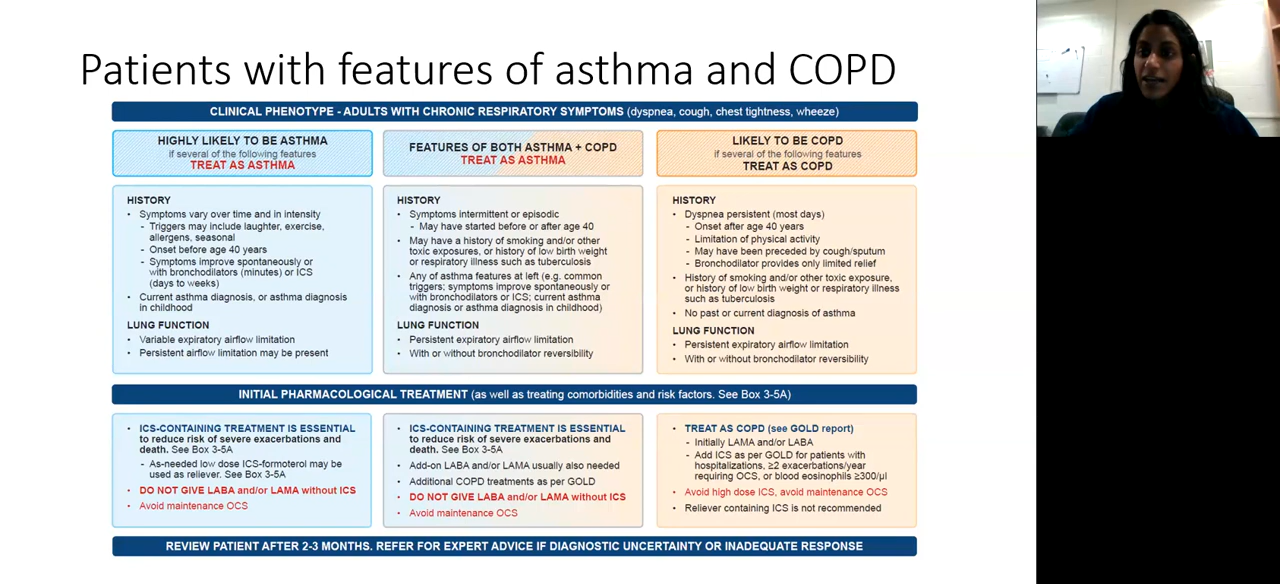 Patients with features of asthma and COPD
CLINICAL PHENOTYPE - ADULTS WITH CHRONIC RESPIRATORY SYMPTOMS (dyspnea, cough, chest tightness, wheeze)
HIGHLY LIKELY TO BE ASTHMA
if several of the following features
TREAT AS ASTHMA
HISTORY
• Symptoms vary over time and in intensity
- Triggers may include laughter, exercise,
allergens, seasonal
- Onset before age 40 years
- Symptoms improve spontaneously or
with bronchodilators (minutes) or ICS
(days to weeks)
• Current asthma diagnosis, or asthma diagnosis
in childhood
LUNG FUNCTION
• Variable expiratory airflow limitation
• Persistent airflow limitation may be present
FEATURES OF BOTH ASTHMA + COPD
TREAT AS ASTHMA
HISTORY
• Symptoms intermittent or episodic
- May have started before or after age 40
• May have a history of smoking and/or other
toxic exposures, or history of low birth weight
or respiratory illness such as tuberculosis
• Any of asthma features at left (e.g. common
triggers; symptoms improve spontaneously or
with bronchodilators or ICS; current asthma
diagnosis or asthma diagnosis in childhood)
LUNG FUNCTION
• Persistent expiratory airflow limitation
• With or without bronchodilator reversibility
LIKELY TO BE COPD
if several of the following features
TREAT AS COPD
HISTORY
• Dyspnea persistent (most days)
- Onset after age 40 years
- Limitation of physical activity
- May have been preceded by cough/sputum
- Bronchodilator provides only limited relief
• History of smoking and/or other toxic exposure,
or history of low birth weight or respiratory illness
such as tuberculosis
• No past or current diagnosis of asthma
LUNG FUNCTION
• Persistent expiratory airflow limitation
• With or without bronchodilator reversibility
INITIAL PHARMACOLOGICAL TREATMENT (as well as treating comorbidities and risk factors. See Box 3-5A)
• ICS-CONTAINING TREATMENT IS ESSENTIAL
to reduce risk of severe exacerbations and
death. See Box 3-5A
- As-needed low dose ICS-formoterol may be
used as reliever. See Box 3-5A
• DO NOT GIVE LABA and/or LAMA without ICS
• Avoid maintenance OCS
• ICS-CONTAINING TREATMENT IS ESSENTIAL
to reduce risk of severe exacerbations and
death. See Box 3-5A
• Add-on LABA and/or LAMA usually also needed
• Additional COPD treatments as per GOLD
• DO NOT GIVE LABA and/or LAMA without ICS
• Avoid maintenance OCS
• TREAT AS COPD (see GOLD report)
- Initially LAMA and/or LABA
- Add ICS as per GOLD for patients with
hospitalizations, ≥2 exacerbations/year
requiring OCS, or blood eosinophils ≥300/µl
• Avoid high dose ICS, avoid maintenance OCS
• Reliever containing ICS is not recommended
REVIEW PATIENT AFTER 2-3 MONTHS. REFER FOR EXPERT ADVICE IF DIAGNOSTIC UNCERTAINTY OR INADEQUATE RESPONSE